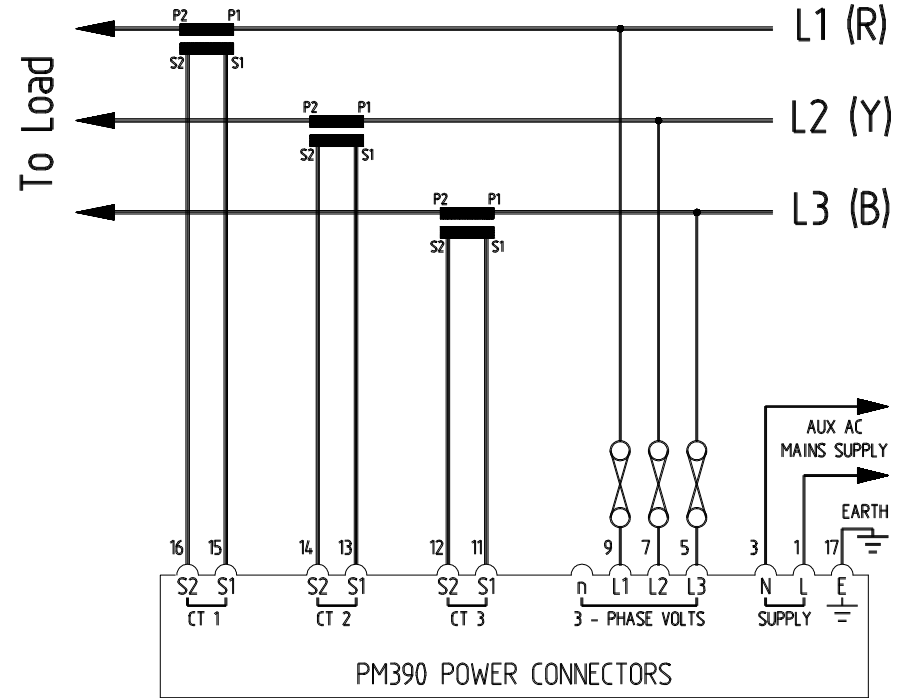 P2 P1
L1 (R)
S2 S1
To Load
P2 P1
L2 (Y)
S2 S1
P2 P1
L3 (B)
S2 S1
AUX AC
MAINS SUPPLY
EARTH
16 15 14 13 12 11 9 7 5 3 1 17
S2 S1 S2 S1 S2 S1 n L1 L2 L3 N L E
CT 1 CT 2 CT 3 3 - PHASE VOLTS SUPPLY
PM390 POWER CONNECTORS